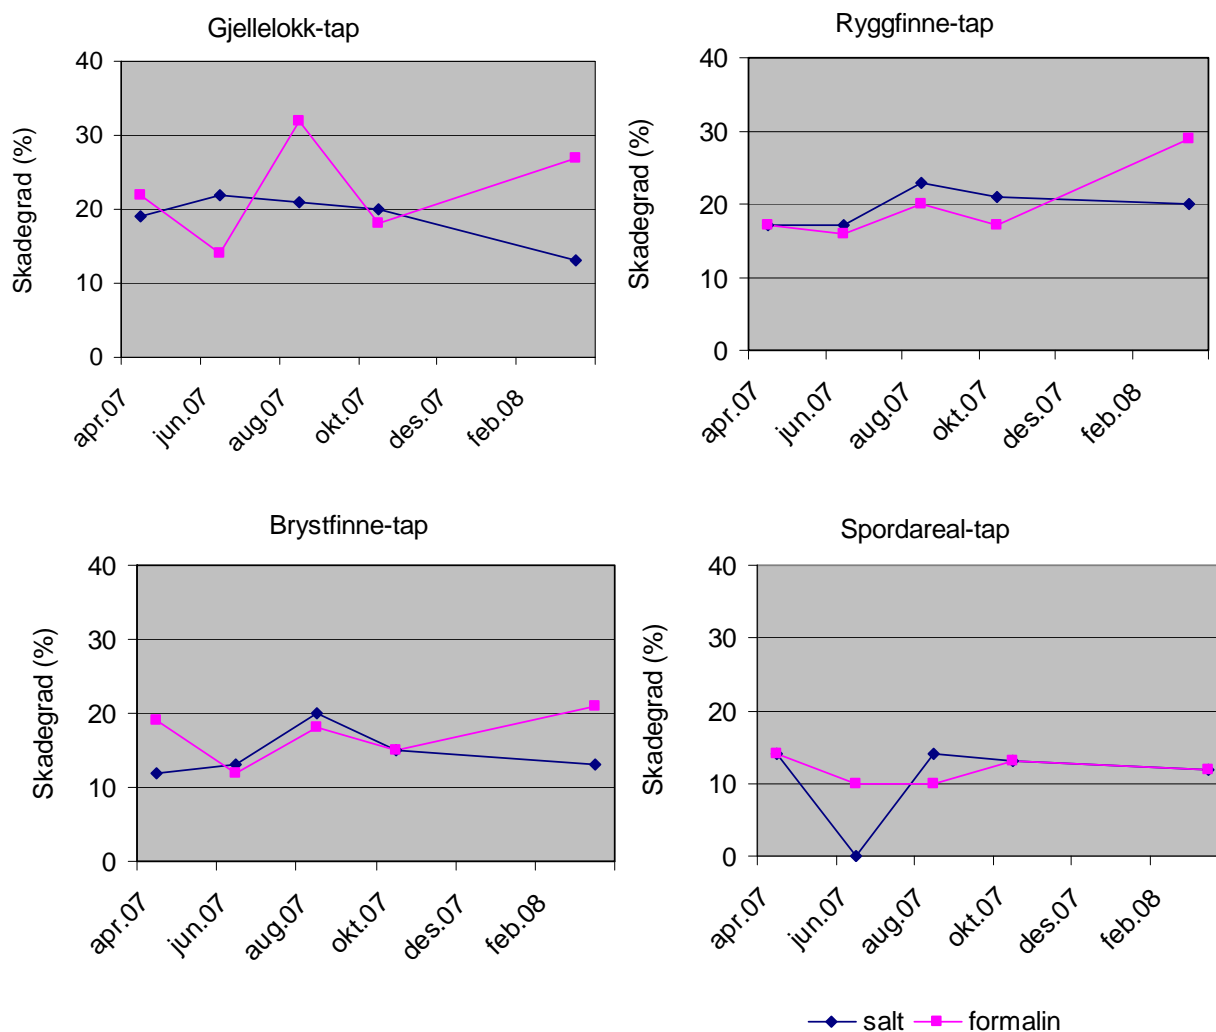 Gjellelokk-tap
40
30
20
10
0
Skadegrad (%)
apr.07
jun.07
aug.07
okt.07
des.07
feb.08
Ryggfinne-tap
40
30
20
10
0
Skadegrad (%)
apr.07
jun.07
aug.07
okt.07
des.07
feb.08
Brystfinne-tap
40
30
20
10
0
Skadegrad (%)
apr.07
jun.07
aug.07
okt.07
des.07
feb.08
Spordareal-tap
40
30
20
10
0
Skadegrad (%)
apr.07
jun.07
aug.07
okt.07
des.07
feb.08
salt formalin